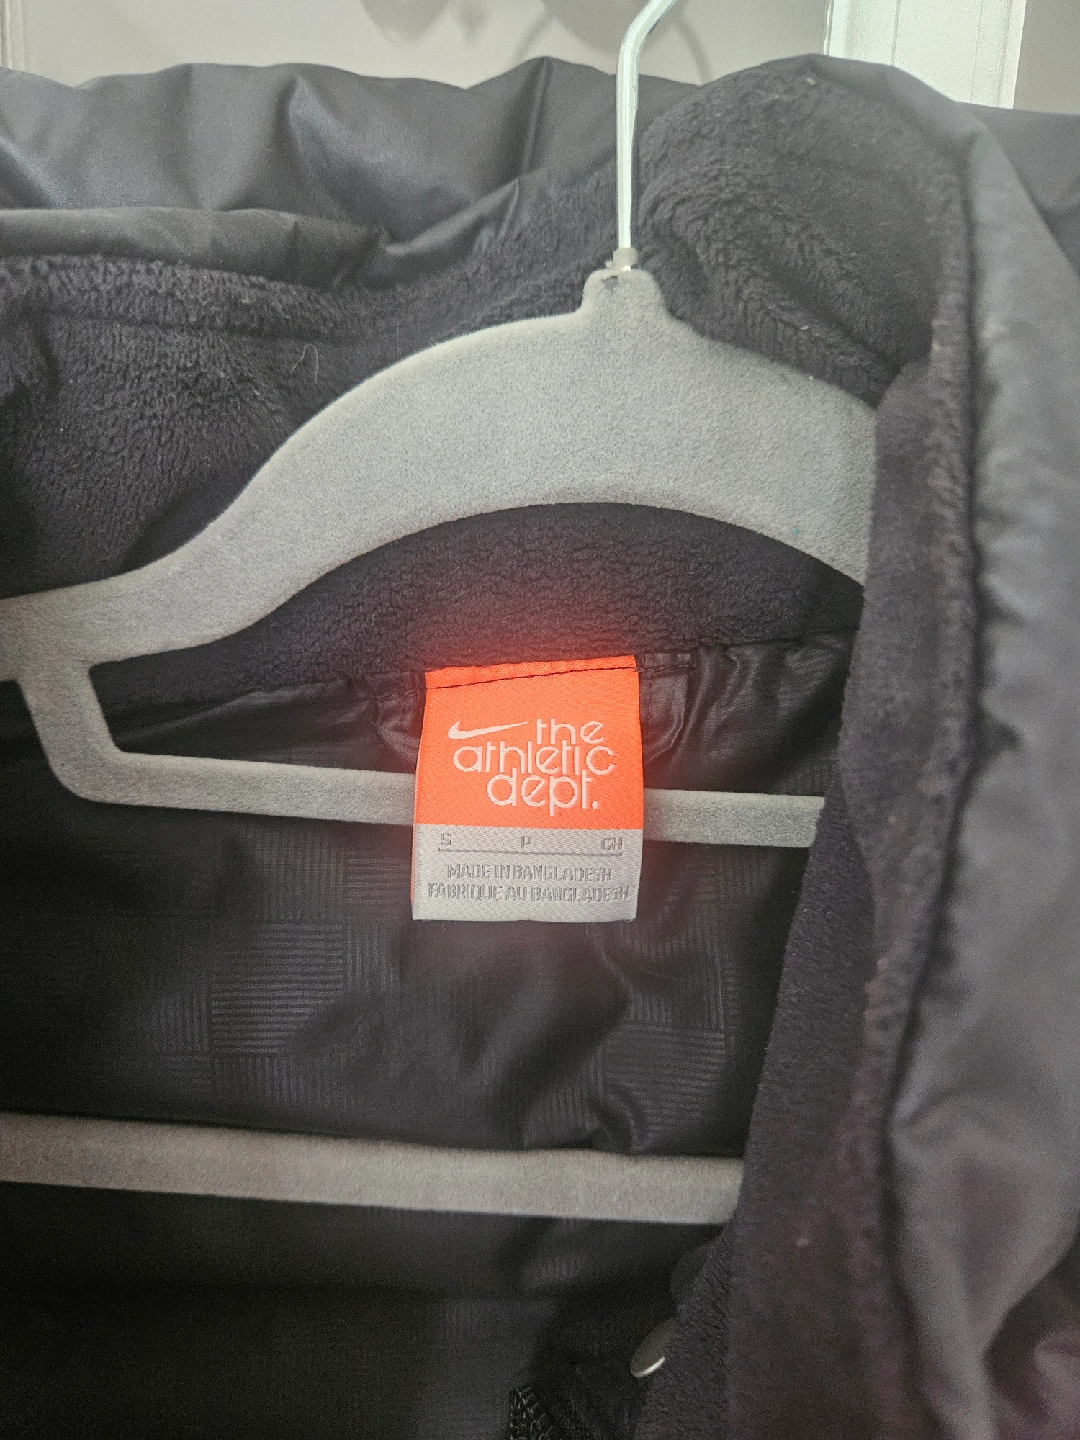 the
athletic
dept.
S P CH
MADE IN BANGLADESH
FABRIQUE AU BANGLADESH